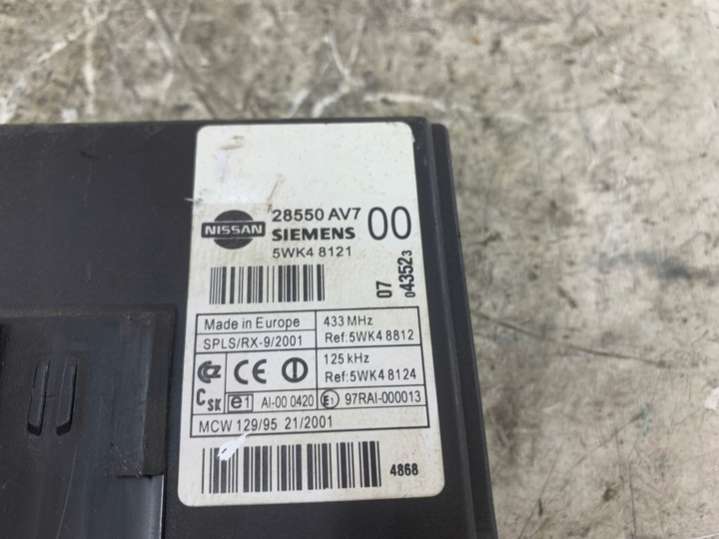 NISSAN 28550 AV7 00
SIEMENS
5WK4 8121
07
043523
Made in Europe
SPLS/RX-9/2001
433 MHz
Ref:5WK4 8812
125 kHz
Ref:5WK4 8124
CSK e1 AI-00 0420 E1 97RAI-000013
MCW 129/95 21/2001
4868